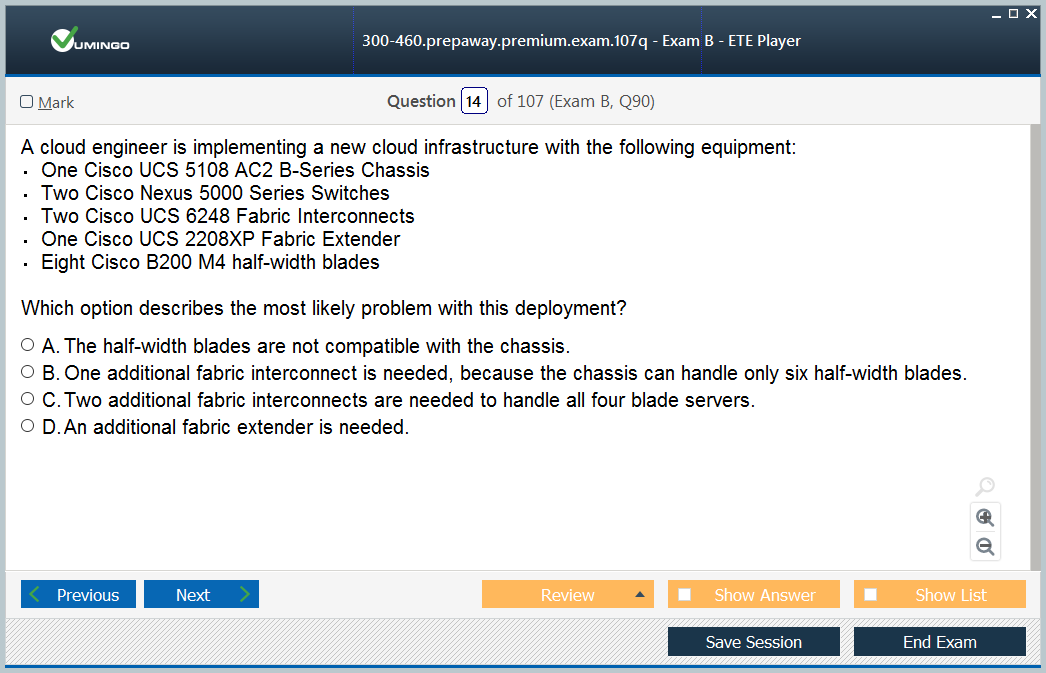 VUMINGO
300-460.prepaway.premium.exam.107q - Exam B - ETE Player
Mark
Question 14 of 107 (Exam B, Q90)
A cloud engineer is implementing a new cloud infrastructure with the following equipment:
· One Cisco UCS 5108 AC2 B-Series Chassis
· Two Cisco Nexus 5000 Series Switches
· Two Cisco UCS 6248 Fabric Interconnects
· One Cisco UCS 2208XP Fabric Extender
· Eight Cisco B200 M4 half-width blades
Which option describes the most likely problem with this deployment?
A. The half-width blades are not compatible with the chassis.
B. One additional fabric interconnect is needed, because the chassis can handle only six half-width blades.
C. Two additional fabric interconnects are needed to handle all four blade servers.
D. An additional fabric extender is needed.
Previous Next Review Show Answer Show List
Save Session End Exam